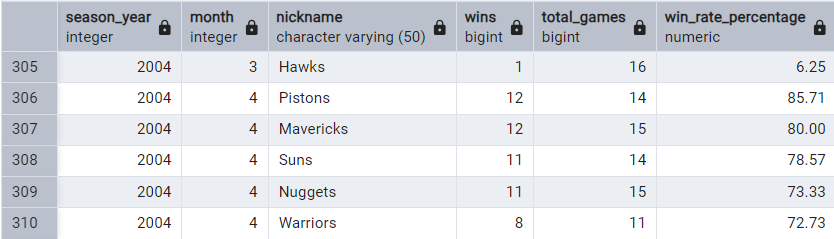 season_year month nickname wins total_games win_rate_percentage
integer integer character varying (50) bigint bigint numeric
305 2004 3 Hawks 1 16 6.25
306 2004 4 Pistons 12 14 85.71
307 2004 4 Mavericks 12 15 80.00
308 2004 4 Suns 11 14 78.57
309 2004 4 Nuggets 11 15 73.33
310 2004 4 Warriors 8 11 72.73